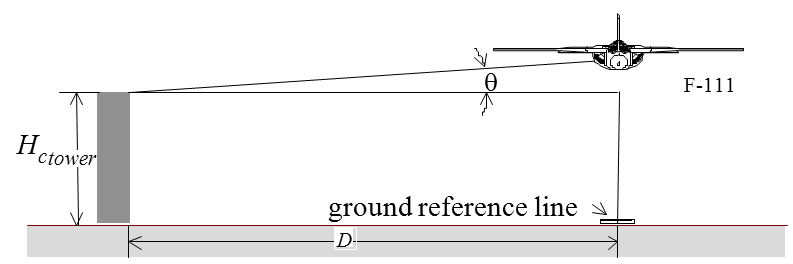 θ
F-111
H_ctower
ground reference line
D